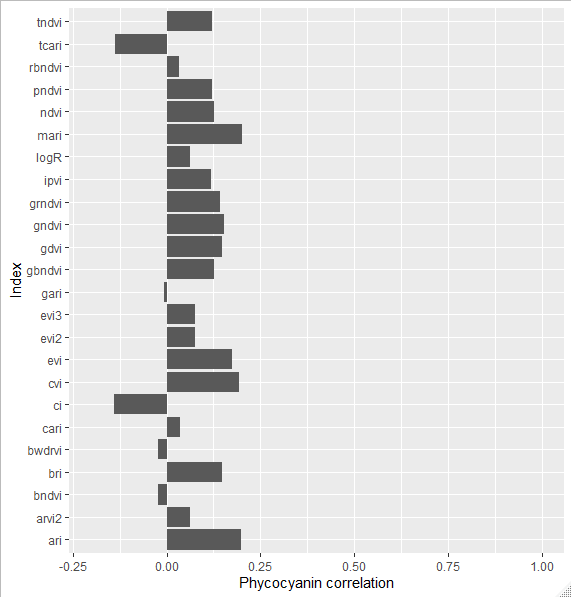 tndvi
tcari
rbndvi
pndvi
ndvi
mari
logR
ipvi
grndvi
gndvi
gdvi
gbndvi
gari
evi3
evi2
evi
cvi
ci
cari
bwdrvi
bri
bndvi
arvi2
ari
Index
-0.25 0.00 0.25 0.50 0.75 1.00
Phycocyanin correlation